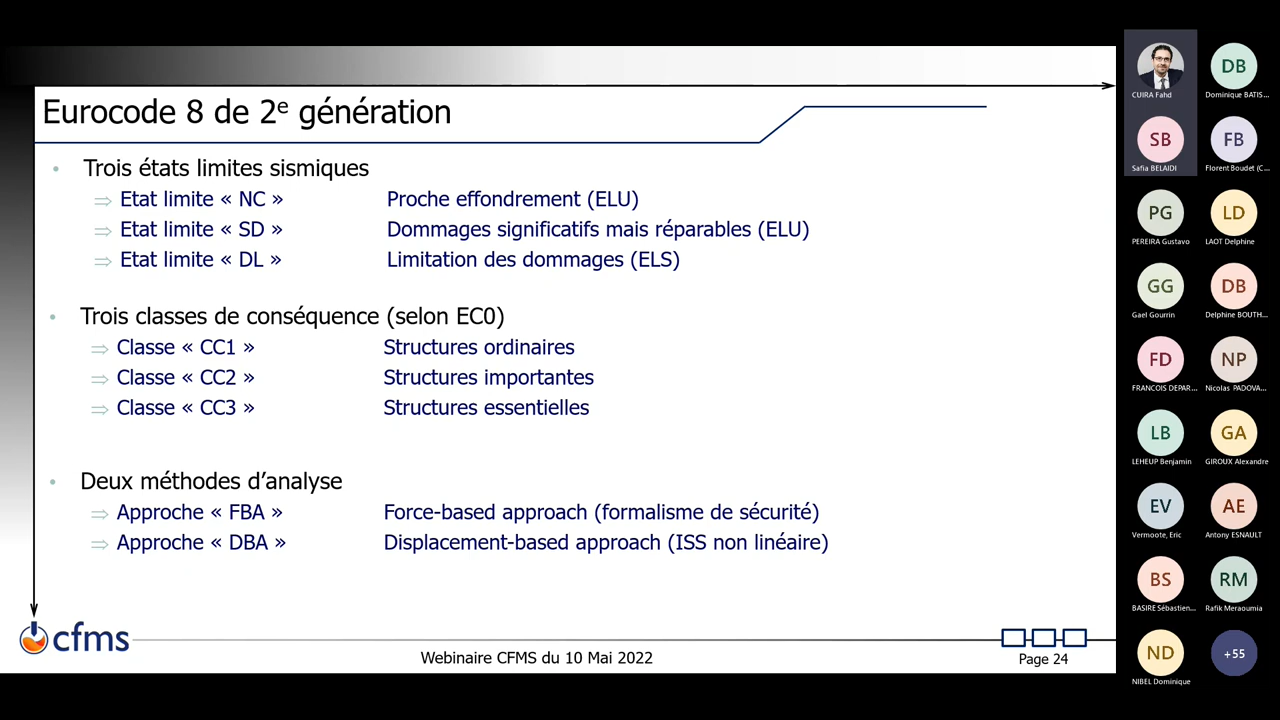 Eurocode 8 de 2e génération
• Trois états limites sismiques
⇒ Etat limite « NC » Proche effondrement (ELU)
⇒ Etat limite « SD » Dommages significatifs mais réparables (ELU)
⇒ Etat limite « DL » Limitation des dommages (ELS)
• Trois classes de conséquence (selon EC0)
⇒ Classe « CC1 » Structures ordinaires
⇒ Classe « CC2 » Structures importantes
⇒ Classe « CC3 » Structures essentielles
• Deux méthodes d’analyse
⇒ Approche « FBA » Force-based approach (formalisme de sécurité)
⇒ Approche « DBA » Displacement-based approach (ISS non linéaire)
cfms
Webinaire CFMS du 10 Mai 2022
Page 24
CUIRA Fahd
DB
Dominique BATIS...
SB
Safia BELAIDI
FB
Florent Boudet (C...
PG
PEREIRA Gustavo
LD
LAOT Delphine
GG
Gael Gourrin
DB
Delphine BOUTH...
FD
FRANCOIS DEPAR...
NP
Nicolas PADOVA...
LB
LEHEUP Benjamin
GA
GIROUX Alexandre
EV
Vermoote, Eric
AE
Antony ESNAULT
BS
BASIRE Sébastien...
RM
Rafik Meraoumia
ND
NIBEL Dominique
+55